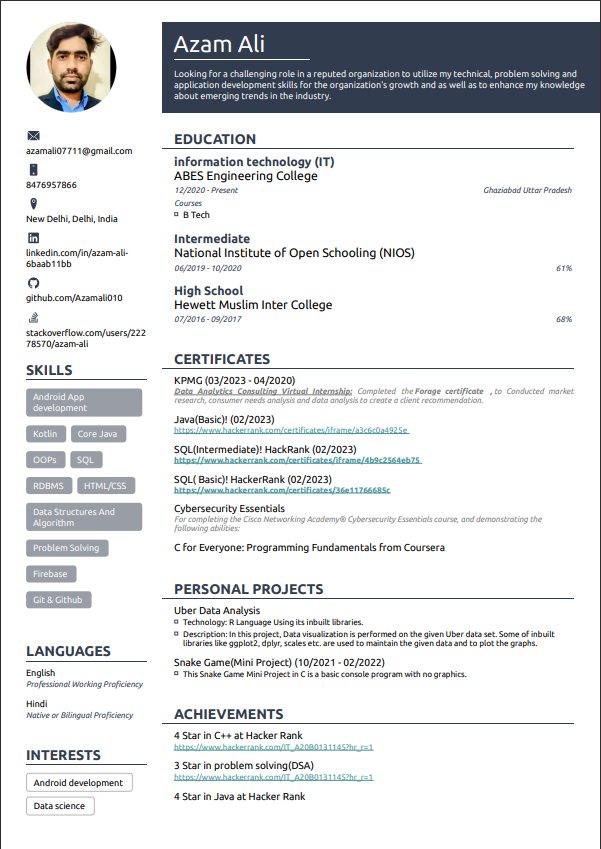 Azam Ali
Looking for a challenging role in a reputed organization to utilize my technical, problem solving and
application development skills for the organization's growth and as well as to enhance my knowledge
about emerging trends in the industry.
azamali07711@gmail.com
8476957866
New Delhi, Delhi, India
linkedin.com/in/azam-ali-
6baab11bb
github.com/Azamali010
stackoverflow.com/users/222
78570/azam-ali
SKILLS
Android App
development
Kotlin
Core Java
OOPs
SQL
RDBMS
HTML/CSS
Data Structures And
Algorithm
Problem Solving
Firebase
Git & Github
LANGUAGES
English
Professional Working Proficiency
Hindi
Native or Bilingual Proficiency
INTERESTS
Android development
Data science
EDUCATION
information technology (IT)
ABES Engineering College
12/2020 - Present
Ghaziabad Uttar Pradesh
Courses
B Tech
Intermediate
National Institute of Open Schooling (NIOS)
06/2019 - 10/2020
61%
High School
Hewett Muslim Inter College
07/2016 - 09/2017
68%
CERTIFICATES
KPMG (03/2023 - 04/2020)
Data Analytics Consulting Virtual Internship: Completed the Forage certificate , to Conducted market
research, consumer needs analysis and data analysis to create a client recommendation.
Java(Basic)! (02/2023)
https://www.hackerrank.com/certificates/iframe/a3c6c0a4925e
SQL(Intermediate)! HackRank (02/2023)
https://www.hackerrank.com/certificates/iframe/4b9c2564eb75
SQL( Basic)! HackerRank (02/2023)
https://www.hackerrank.com/certificates/36e11766685c
Cybersecurity Essentials
For completing the Cisco Networking Academy® Cybersecurity Essentials course, and demonstrating the
following abilities:
C for Everyone: Programming Fundamentals from Coursera
PERSONAL PROJECTS
Uber Data Analysis
Technology: R Language Using its inbuilt libraries.
Description: In this project, Data visualization is performed on the given Uber data set. Some of inbuilt
libraries like ggplot2, dplyr, scales etc. are used to maintain the given data and to plot the graphs.
Snake Game(Mini Project) (10/2021 - 02/2022)
This Snake Game Mini Project in C is a basic console program with no graphics.
ACHIEVEMENTS
4 Star in C++ at Hacker Rank
https://www.hackerrank.com/IT_A20B0131145?hr_r=1
3 Star in problem solving(DSA)
https://www.hackerrank.com/IT_A20B0131145?hr_r=1
4 Star in Java at Hacker Rank